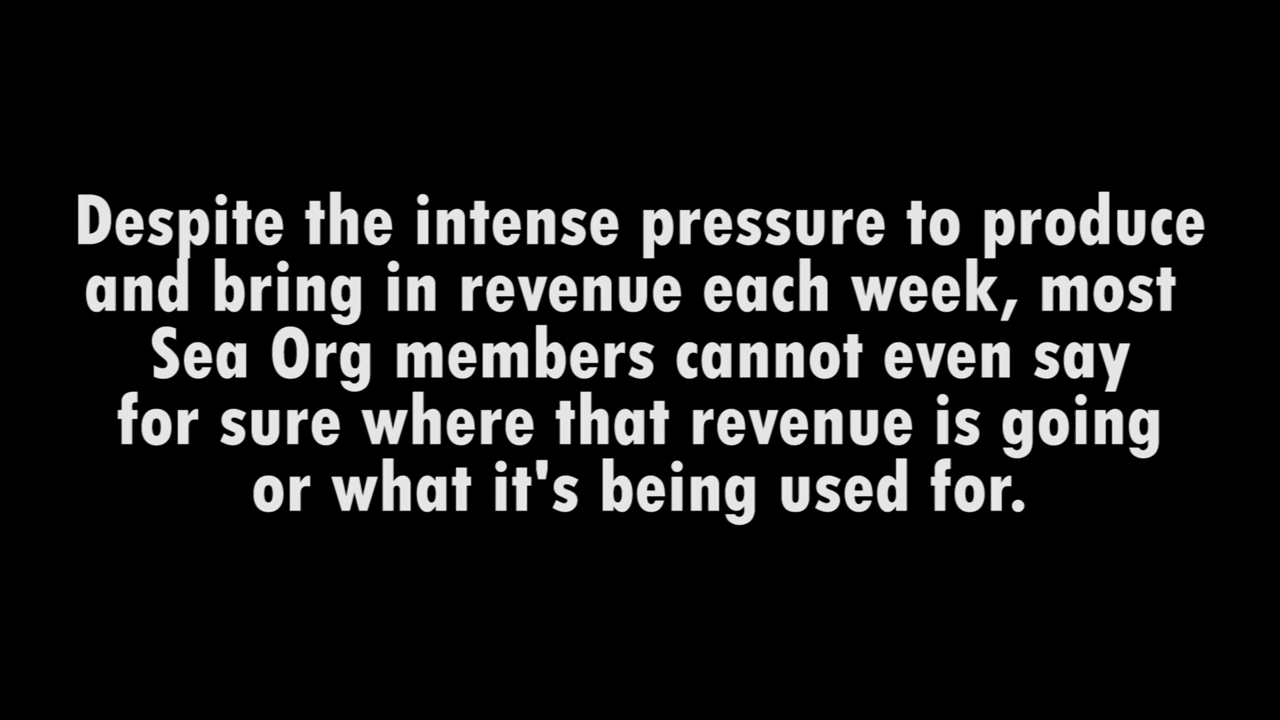 Despite the intense pressure to produce
and bring in revenue each week, most
Sea Org members cannot even say
for sure where that revenue is going
or what it's being used for.